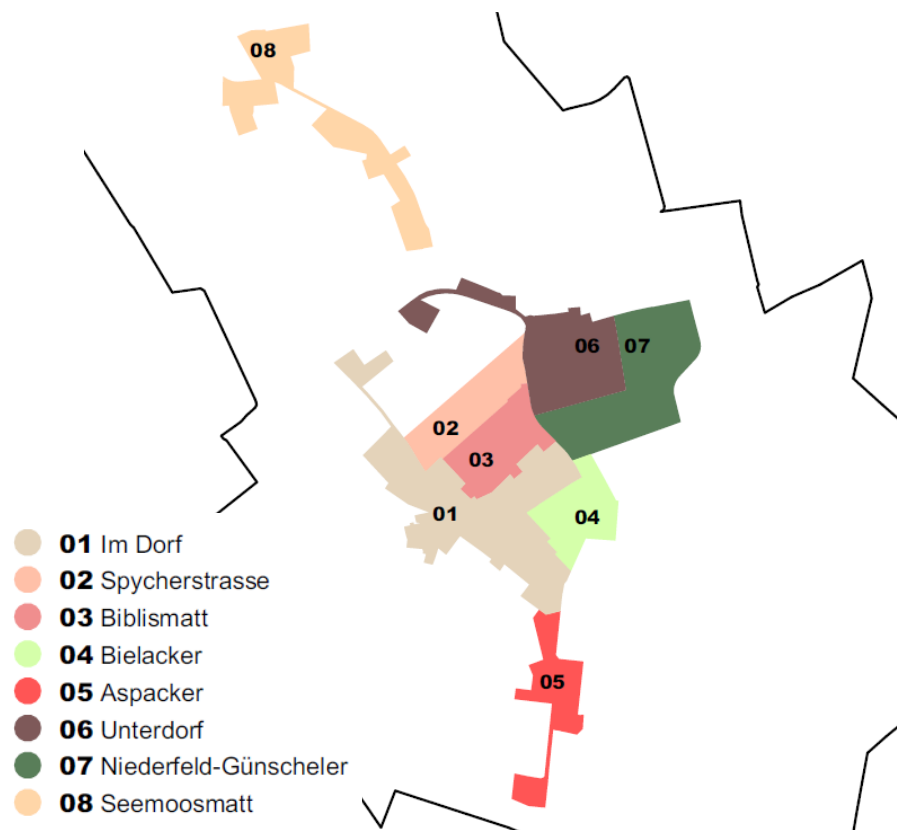 08
06
07
02
03
01
04
05
01 Im Dorf
02 Spycherstrasse
03 Biblismatt
04 Bielacker
05 Aspacker
06 Unterdorf
07 Niederfeld-Günscheler
08 Seemoosmatt